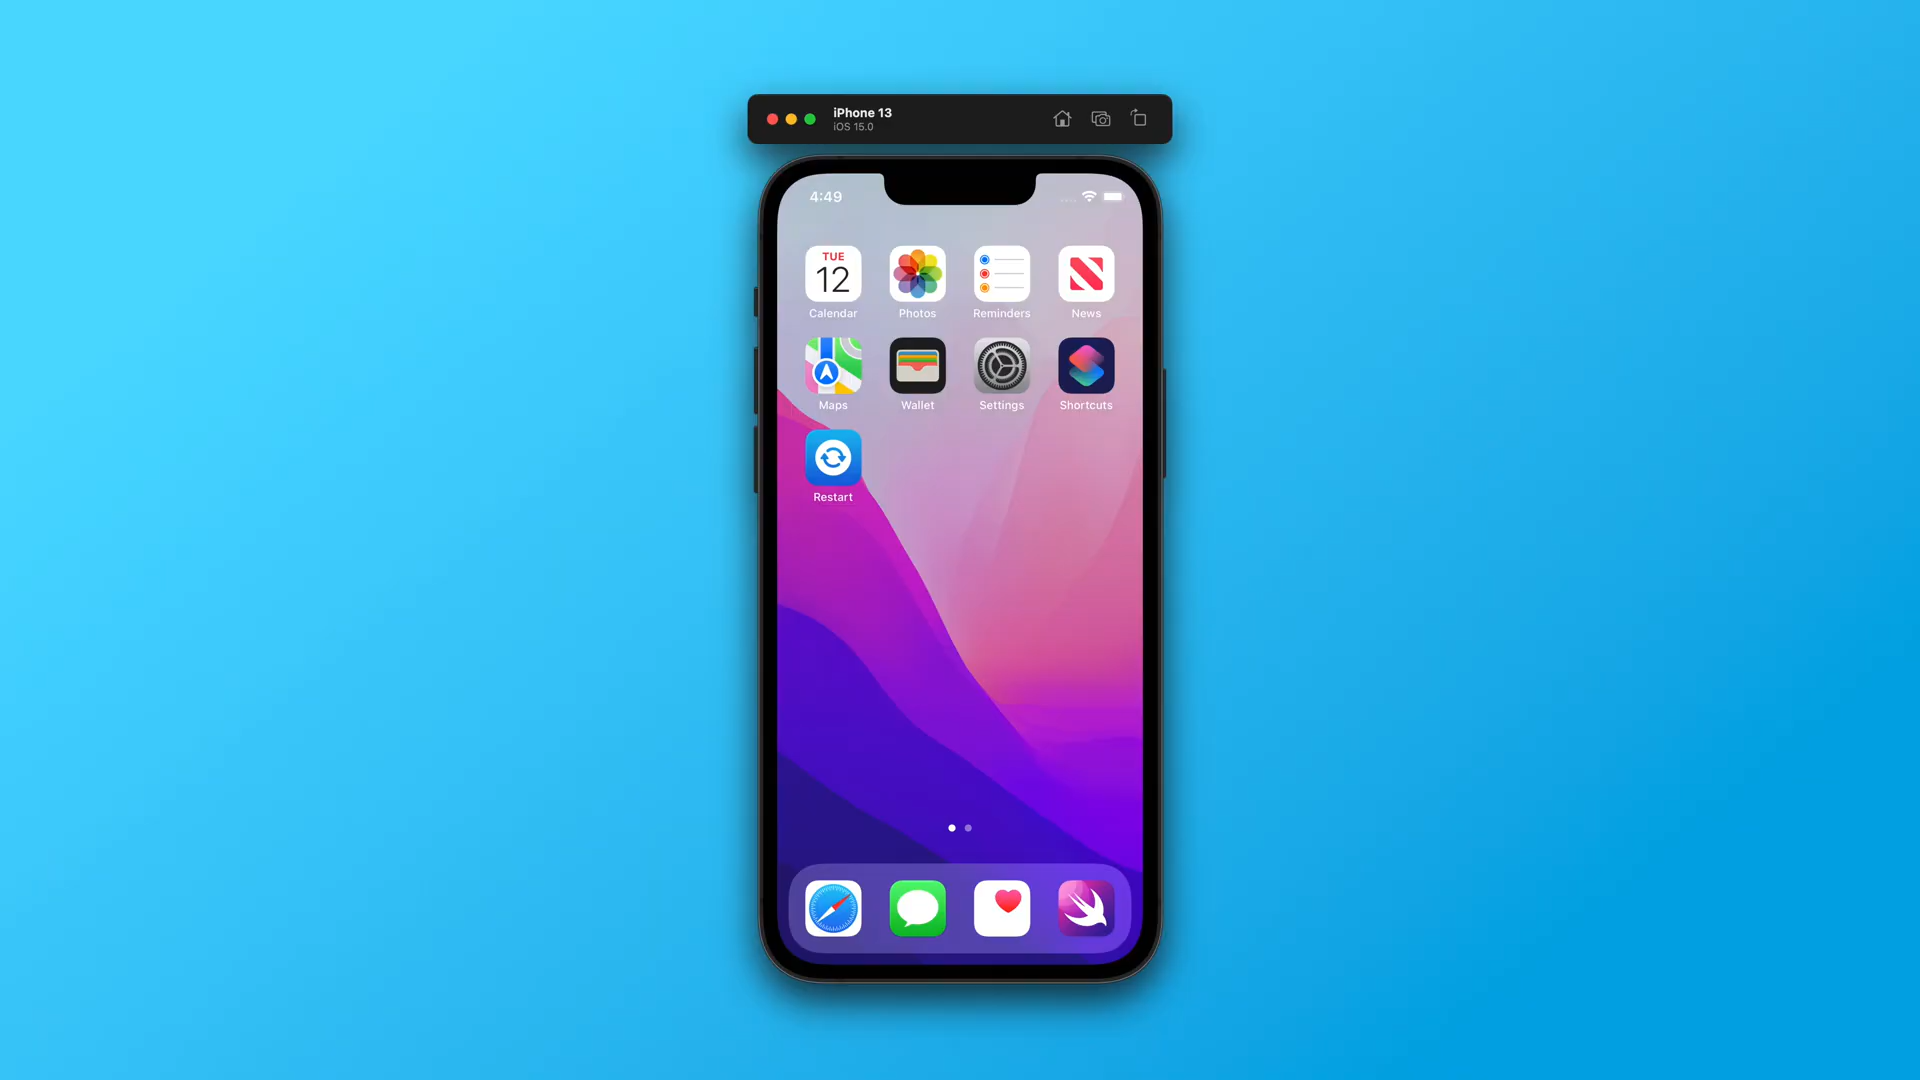 iPhone 13
iOS 15.0
4:49
TUE
12
Calendar
Photos
Reminders
News
Maps
Wallet
Settings
Shortcuts
Restart